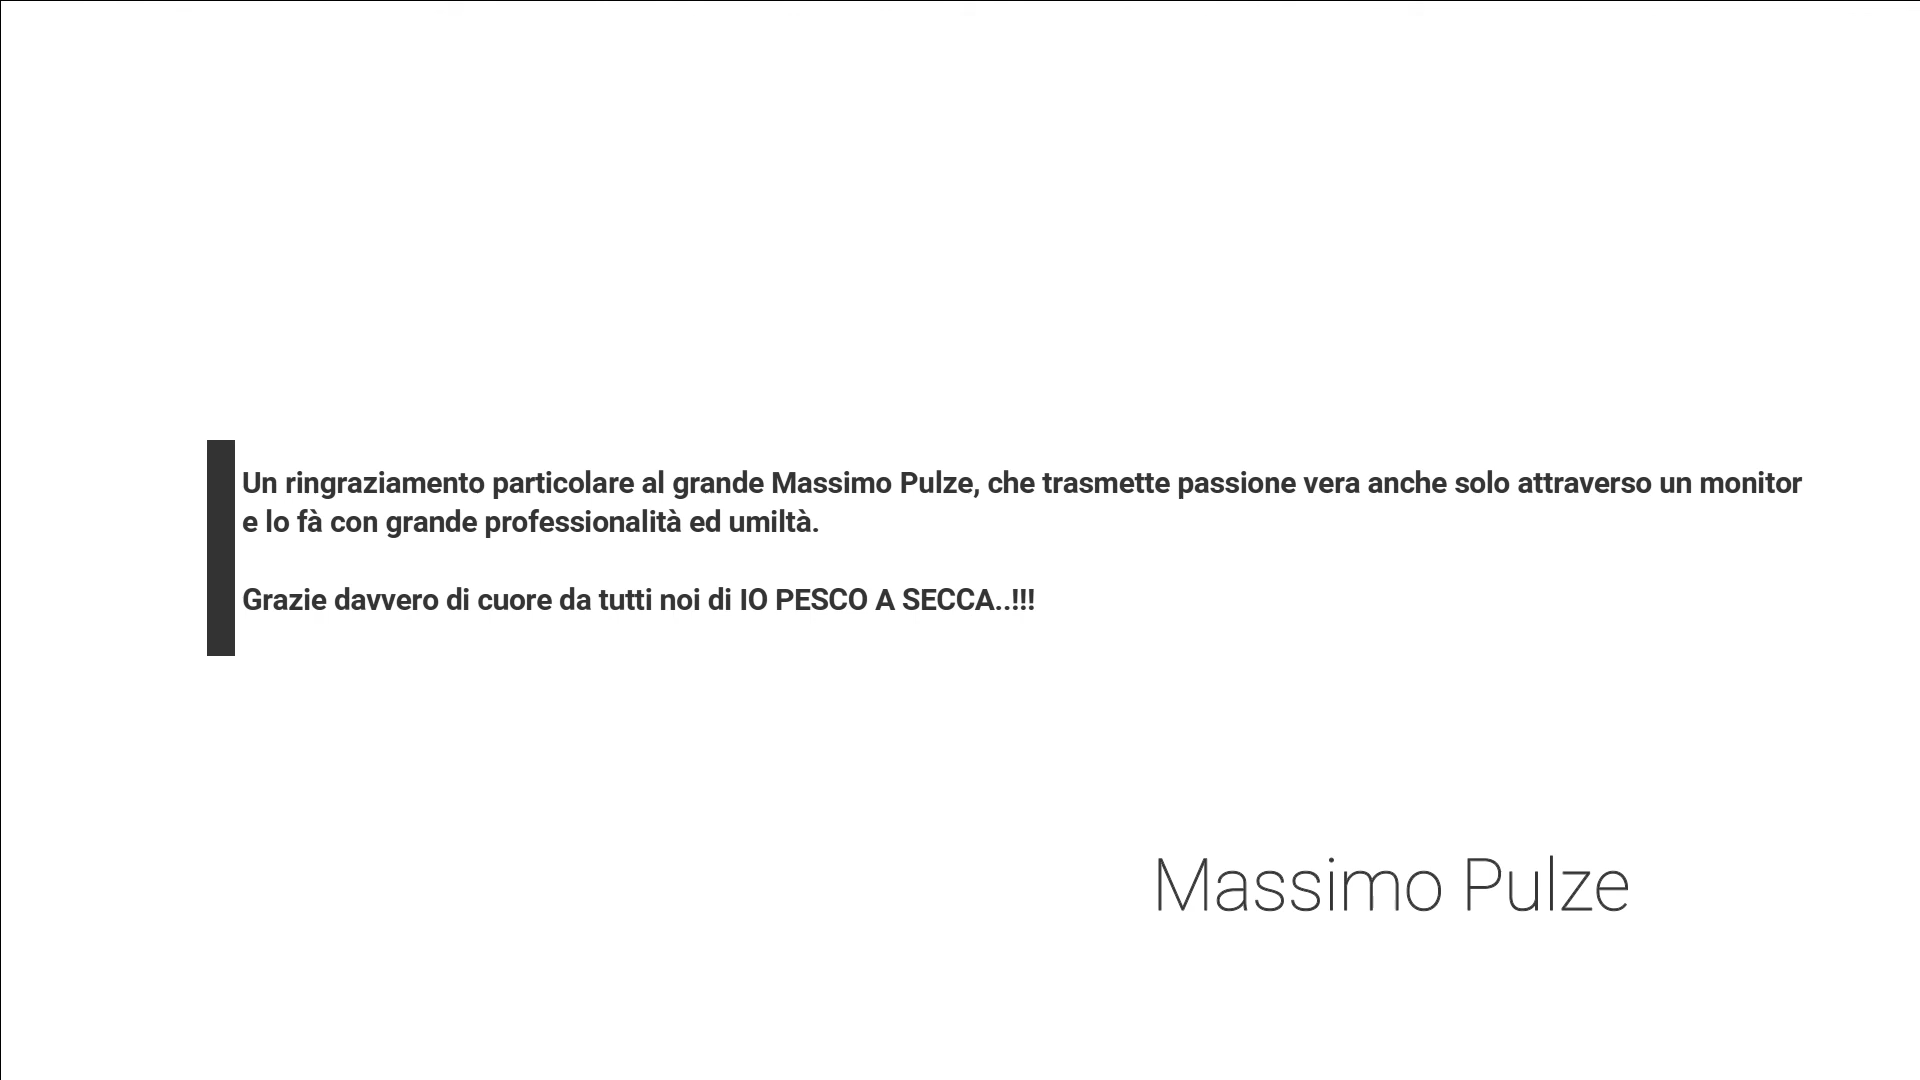 Un ringraziamento particolare al grande Massimo Pulze, che trasmette passione vera anche solo attraverso un monitor
e lo fà con grande professionalità ed umiltà.
Grazie davvero di cuore da tutti noi di IO PESCO A SECCA..!!!
Massimo Pulze